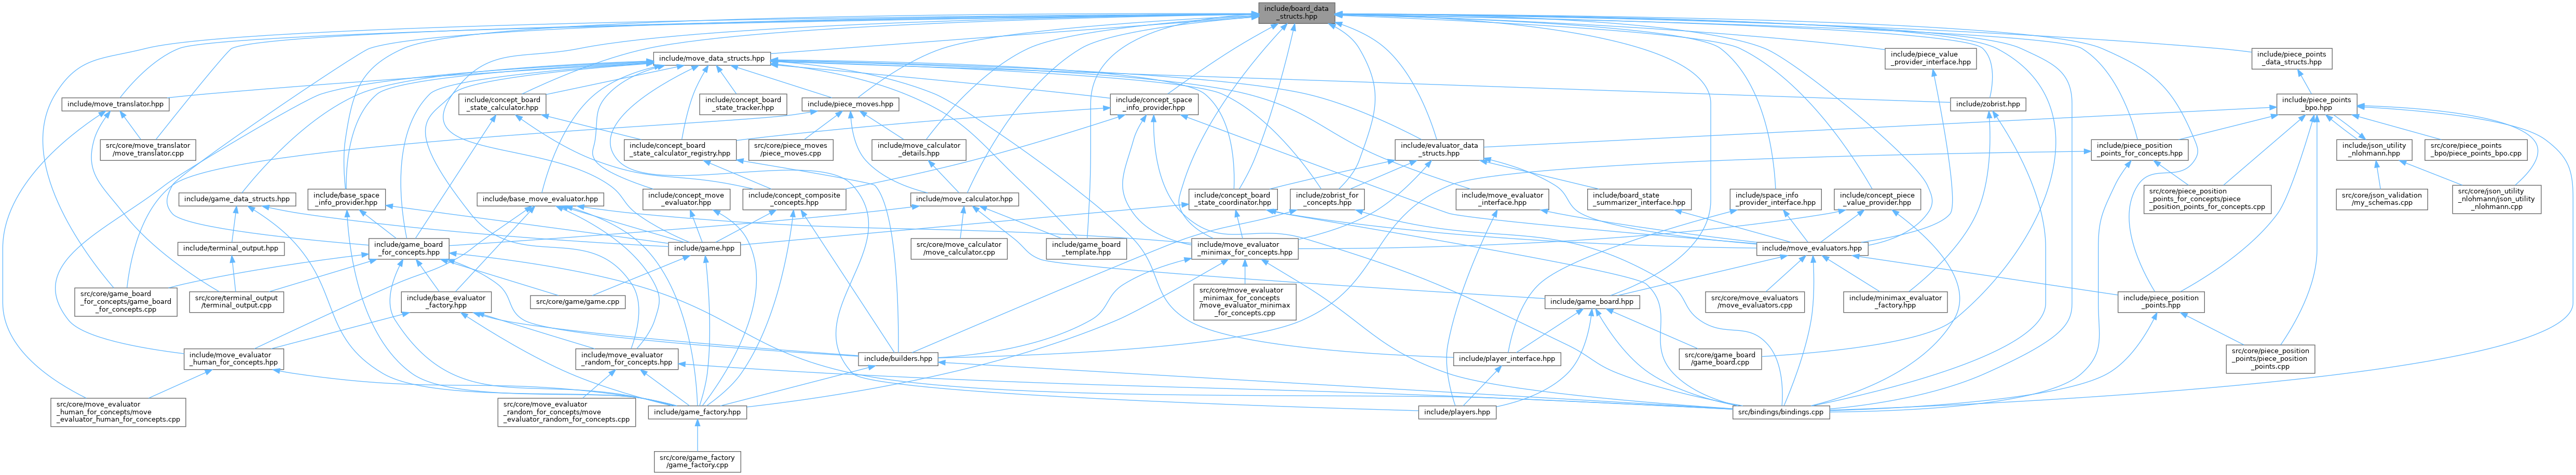 include/board_data
_structs.hpp
include/move_data_structs.hpp
include/piece_value
_provider_interface.hpp
include/piece_points
_data_structs.hpp
include/move_translator.hpp
include/concept_board
_state_calculator.hpp
include/concept_board
_state_tracker.hpp
include/piece_moves.hpp
include/concept_space
_info_provider.hpp
include/zobrist.hpp
include/piece_points
_bpo.hpp
src/core/move_translator
/move_translator.cpp
include/concept_board
_state_calculator_registry.hpp
src/core/piece_moves
/piece_moves.cpp
include/move_calculator
_details.hpp
include/evaluator_data
_structs.hpp
include/piece_position
_points_for_concepts.hpp
include/json_utility
_nlohmann.hpp
src/core/piece_points
_bpo/piece_points_bpo.cpp
include/game_data_structs.hpp
include/base_space
_info_provider.hpp
include/base_move_evaluator.hpp
include/concept_move
_evaluator.hpp
include/concept_composite
_concepts.hpp
include/move_calculator.hpp
include/concept_board
_state_coordinator.hpp
include/zobrist_for
_concepts.hpp
include/move_evaluator
_interface.hpp
include/board_state
_summarizer_interface.hpp
include/space_info
_provider_interface.hpp
include/concept_piece
_value_provider.hpp
src/core/piece_position
_points_for_concepts/piece
_position_points_for_concepts.cpp
src/core/json_validation
/my_schemas.cpp
src/core/json_utility
_nlohmann/json_utility
_nlohmann.cpp
include/terminal_output.hpp
include/game_board
_for_concepts.hpp
include/game.hpp
src/core/move_calculator
/move_calculator.cpp
include/game_board
_template.hpp
include/move_evaluator
_minimax_for_concepts.hpp
include/move_evaluators.hpp
src/core/game_board
_for_concepts/game_board
_for_concepts.cpp
src/core/terminal_output
/terminal_output.cpp
include/base_evaluator
_factory.hpp
src/core/game/game.cpp
src/core/move_evaluator
_minimax_for_concepts
/move_evaluator_minimax
_for_concepts.cpp
include/game_board.hpp
src/core/move_evaluators
/move_evaluators.cpp
include/minimax_evaluator
_factory.hpp
include/piece_position
_points.hpp
include/move_evaluator
_human_for_concepts.hpp
include/move_evaluator
_random_for_concepts.hpp
include/builders.hpp
include/player_interface.hpp
src/core/game_board
/game_board.cpp
src/core/piece_position
_points/piece_position
_points.cpp
src/core/move_evaluator
_human_for_concepts/move
_evaluator_human_for_concepts.cpp
src/core/move_evaluator
_random_for_concepts/move
_evaluator_random_for_concepts.cpp
include/game_factory.hpp
include/players.hpp
src/bindings/bindings.cpp
src/core/game_factory
/game_factory.cpp